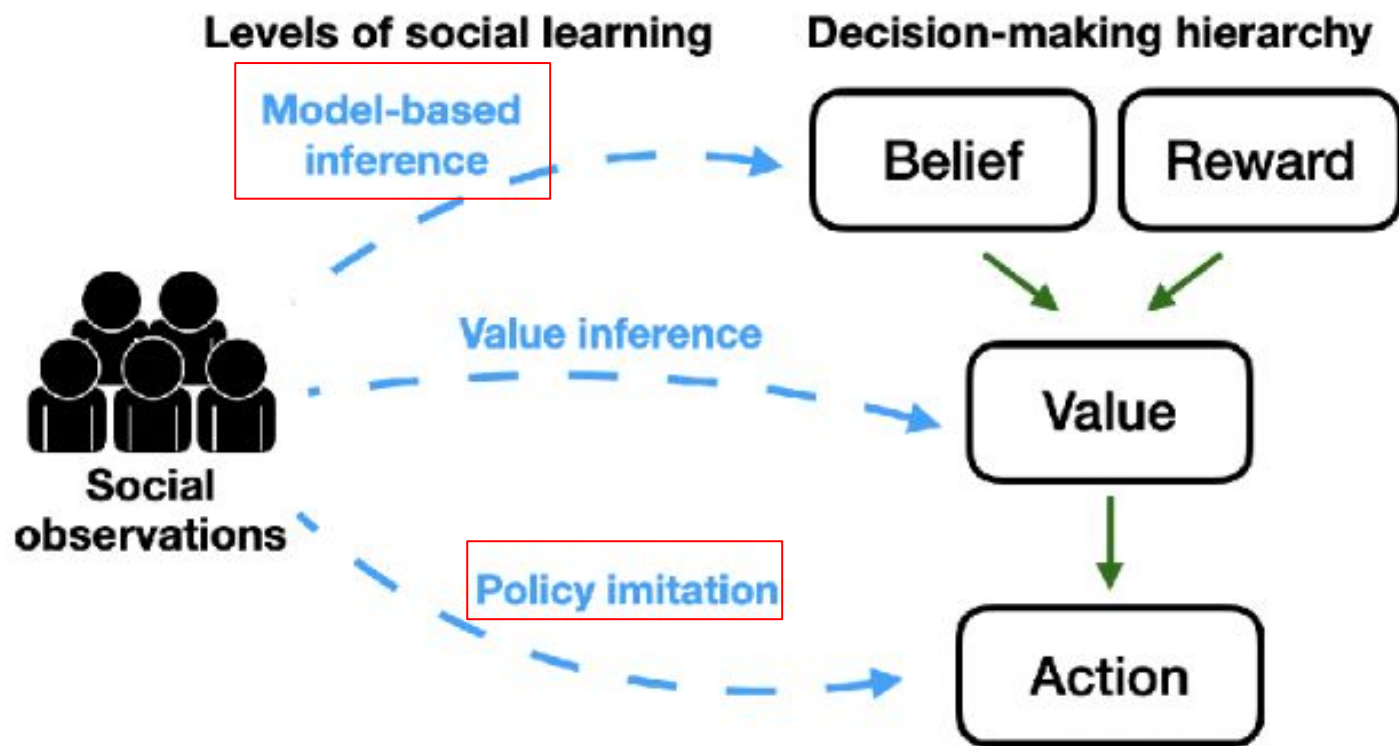 Levels of social learning
Decision-making hierarchy
Model-based
inference
Belief
Reward
Value inference
Value
Social
observations
Policy imitation
Action